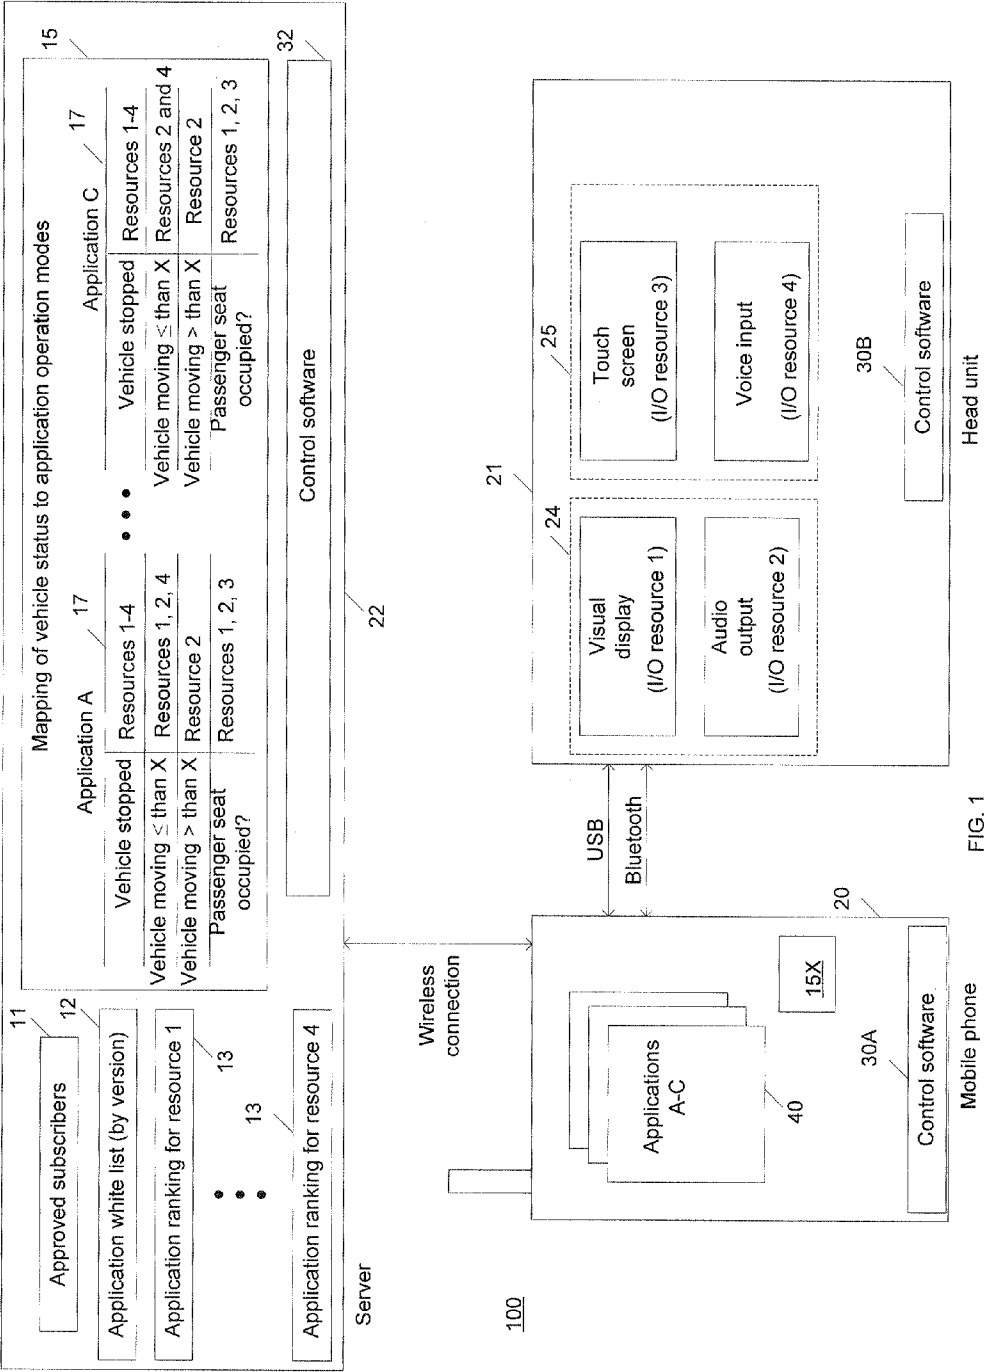 11
Approved subscribers
12
Application white list (by version)
Application ranking for resource 1
13
13
Application ranking for resource 4
Server
15
Mapping of vehicle status to application operation modes
Application A
17
Vehicle stopped
Resources 1-4
Vehicle moving ≤ than X
Resources 1, 2, 4
Vehicle moving > than X
Resource 2
Passenger seat
occupied?
Resources 1, 2, 3
Application C
17
Vehicle stopped
Resources 1-4
Vehicle moving ≤ than X
Resources 2 and 4
Vehicle moving > than X
Resource 2
Passenger seat
occupied?
Resources 1, 2, 3
32
Control software
22
100
Wireless
connection
Applications
A-C
40
15X
20
30A
Control software
Mobile phone
USB
Bluetooth
21
24
Visual
display
(I/O resource 1)
Audio
output
(I/O resource 2)
25
Touch
screen
(I/O resource 3)
Voice input
(I/O resource 4)
30B
Control software
Head unit
FIG. 1